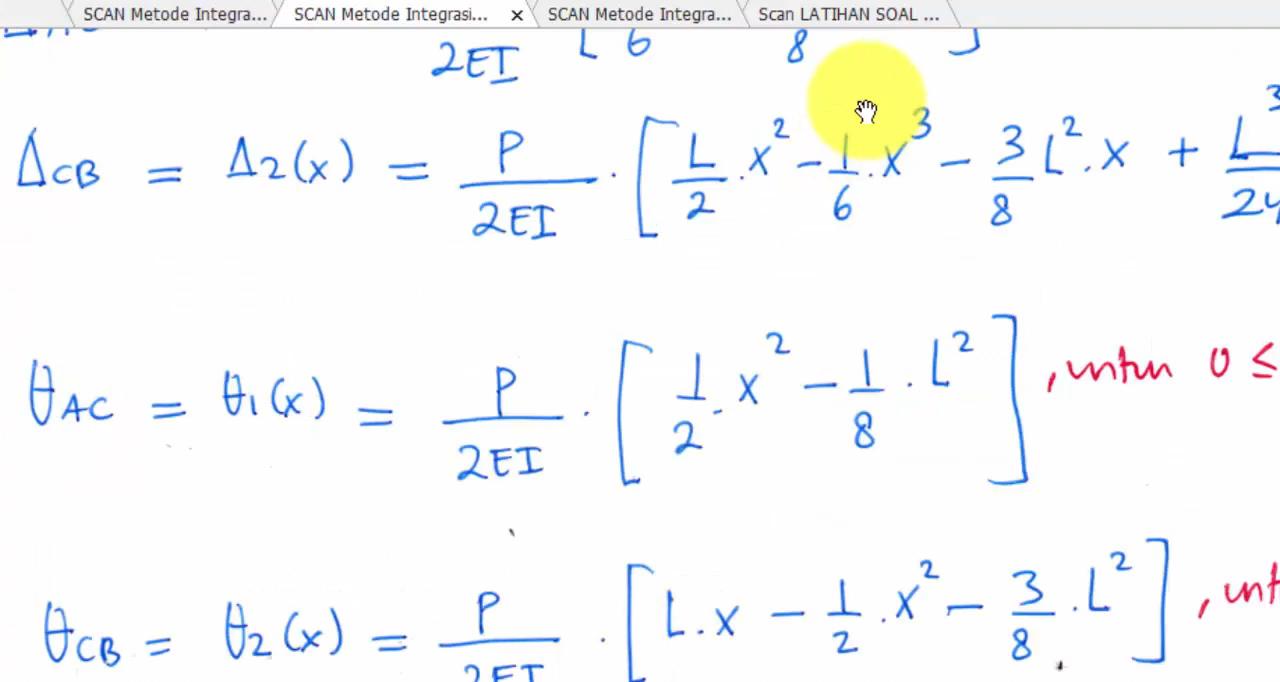 SCAN Metode Integra... SCAN Metode Integrasi... × SCAN Metode Integra... Scan LATIHAN SOAL ...
2EI [ 6 8 ]
ΔCB = Δ2(x) = P/2EI . [ L/2 . x² - 1/6 . x³ - 3/8 L² . x + L³/24
θAC = θ1(x) = P/2EI . [ 1/2 . x² - 1/8 . L² ] , untuk 0 ≤
θCB = θ2(x) = P/2EI . [ L.x - 1/2 . x² - 3/8 . L² ] , unt